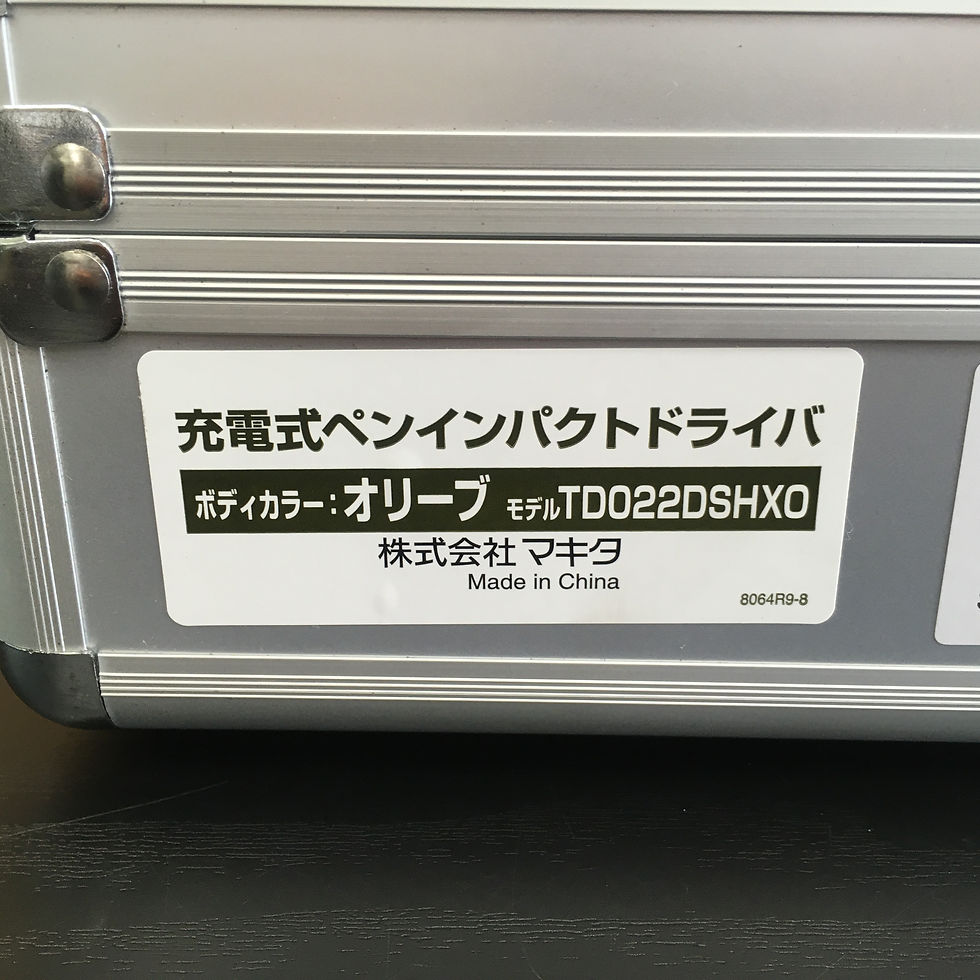 充電式ペンインパクトドライバ
ボディカラー：オリーブ モデルTD022DSHXO
株式会社マキタ
Made in China
8064R9-8